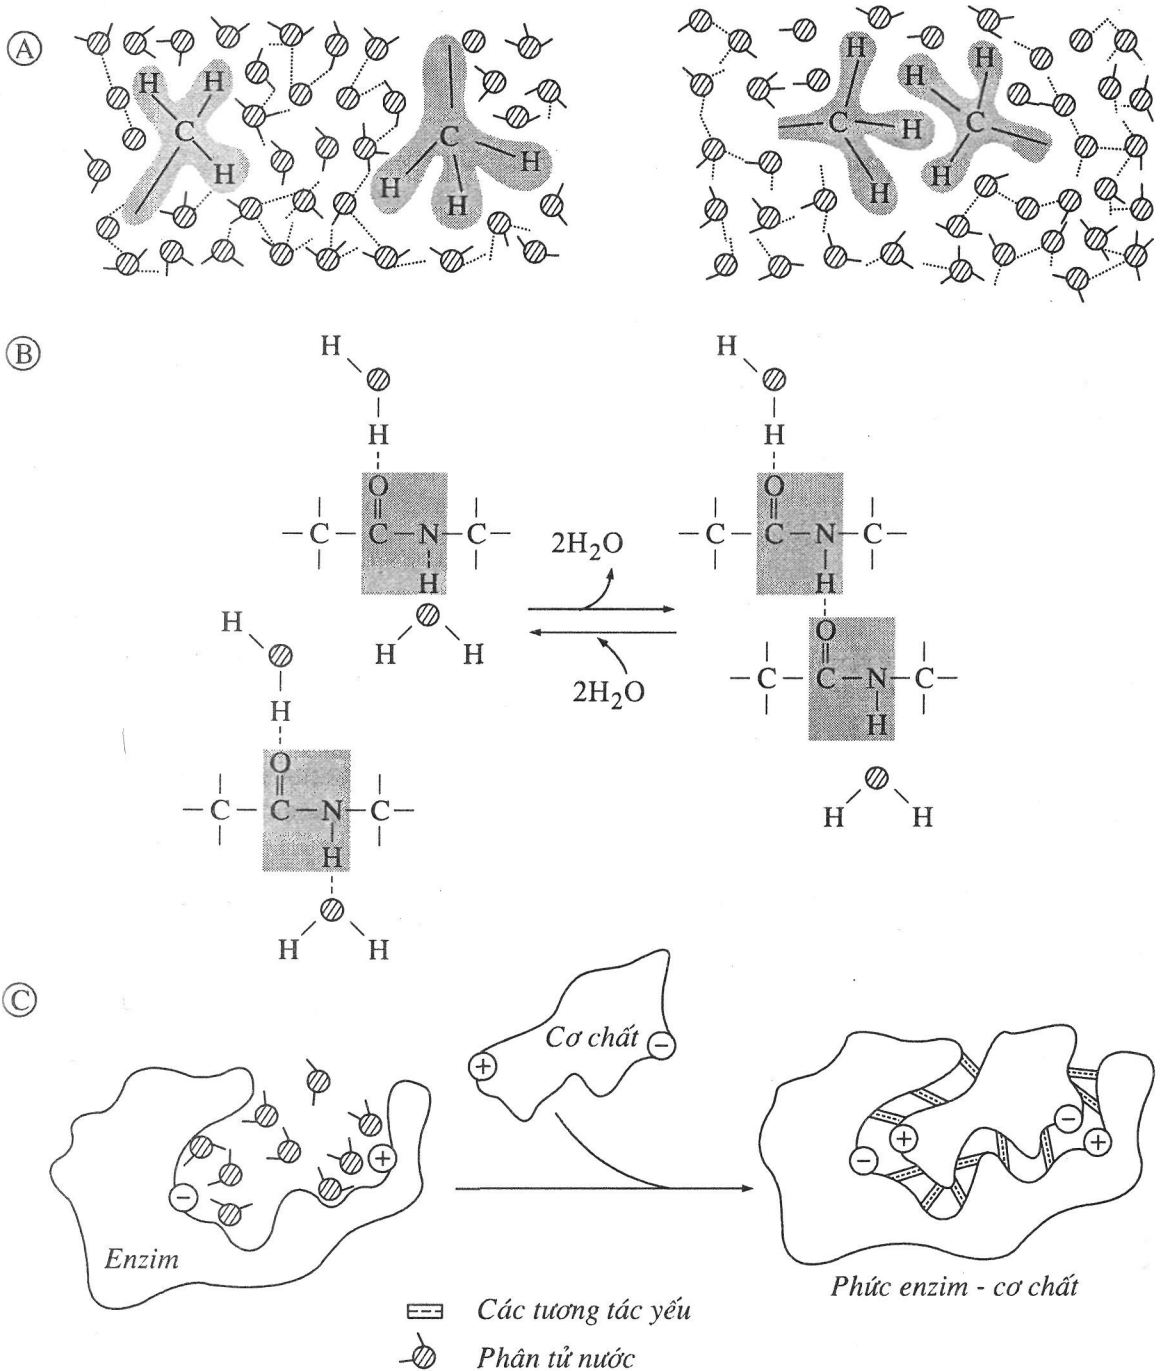 A
H H
C
H
C
H H H
H
C H
H
H H
C
H
B
H
H
O
–C–C–N–C–
H
H H
H
H
O
–C–C–N–C–
H
H H
2H₂O
2H₂O
H
H
O
–C–C–N–C–
H
O
–C–C–N–C–
H
H H
C
Cơ chất
+
−
−
+
Enzim
−
+
−
+
Phức enzim - cơ chất
Các tương tác yếu
Phân tử nước